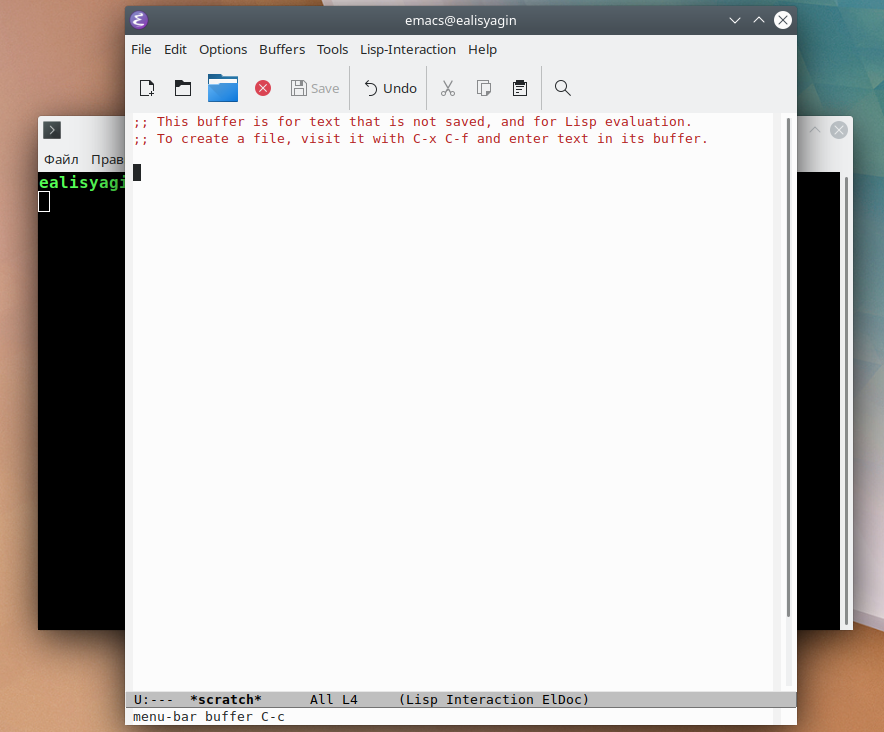 emacs@ealisyagin
File Edit Options Buffers Tools Lisp-Interaction Help
Save Undo
;; This buffer is for text that is not saved, and for Lisp evaluation.
;; To create a file, visit it with C-x C-f and enter text in its buffer.
Файл Прав
ealisyagi
U:--- *scratch* All L4 (Lisp Interaction ElDoc)
menu-bar buffer C-c